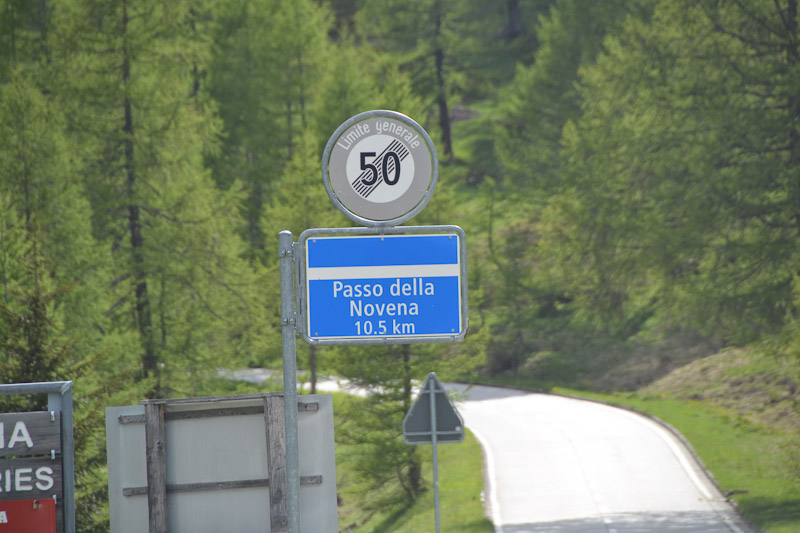 Limite generale
50
Passo della
Novena
10.5 km
IA
RIES
A